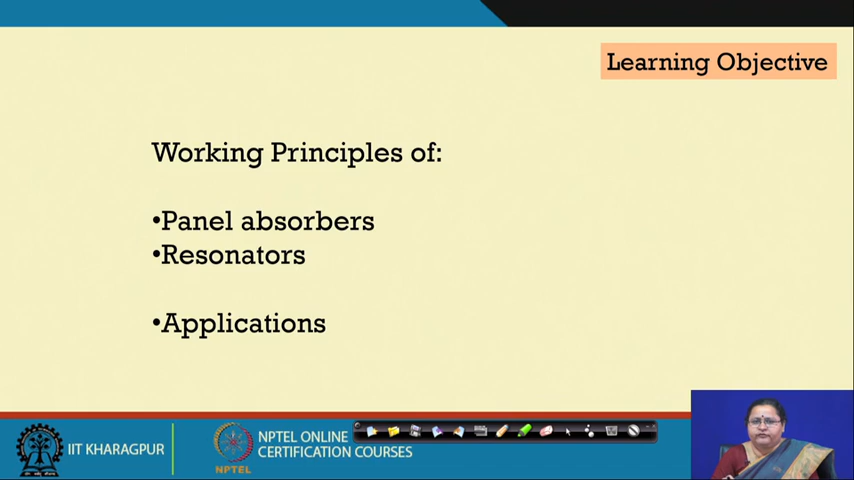 Learning Objective
Working Principles of:
•Panel absorbers
•Resonators
•Applications
IIT KHARAGPUR
NPTEL
NPTEL ONLINE
CERTIFICATION COURSES